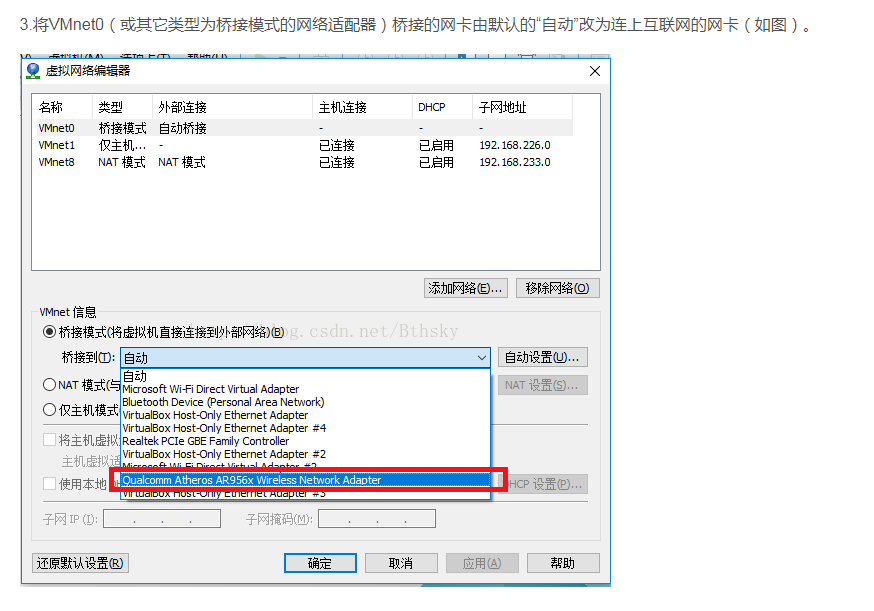 3.将VMnet0（或其它类型为桥接模式的网络适配器）桥接的网卡由默认的“自动”改为连上互联网的网卡（如图）。
虚拟网络编辑器
名称 类型 外部连接 主机连接 DHCP 子网地址
VMnet0 桥接模式 自动桥接 - - -
VMnet1 仅主机... - 已连接 已启用 192.168.226.0
VMnet8 NAT 模式 NAT 模式 已连接 已启用 192.168.233.0
添加网络(E)... 移除网络(O)
VMnet 信息
桥接模式(将虚拟机直接连接到外部网络)(B)
blog.csdn.net/Bthsky
桥接到(T): 自动 自动设置(U)...
自动
Microsoft Wi-Fi Direct Virtual Adapter
NAT 模式(与 NAT 设置(S)...
Bluetooth Device (Personal Area Network)
仅主机模式
VirtualBox Host-Only Ethernet Adapter
VirtualBox Host-Only Ethernet Adapter #4
将主机虚拟
Realtek PCIe GBE Family Controller
VirtualBox Host-Only Ethernet Adapter #2
主机虚拟适
Microsoft Wi-Fi Direct Virtual Adapter #2
使用本地 DHCP 设置(P)...
Qualcomm Atheros AR956x Wireless Network Adapter
VirtualBox Host-Only Ethernet Adapter #3
子网 IP (I): . . . 子网掩码(M): . . .
还原默认设置(R) 确定 取消 应用(A) 帮助